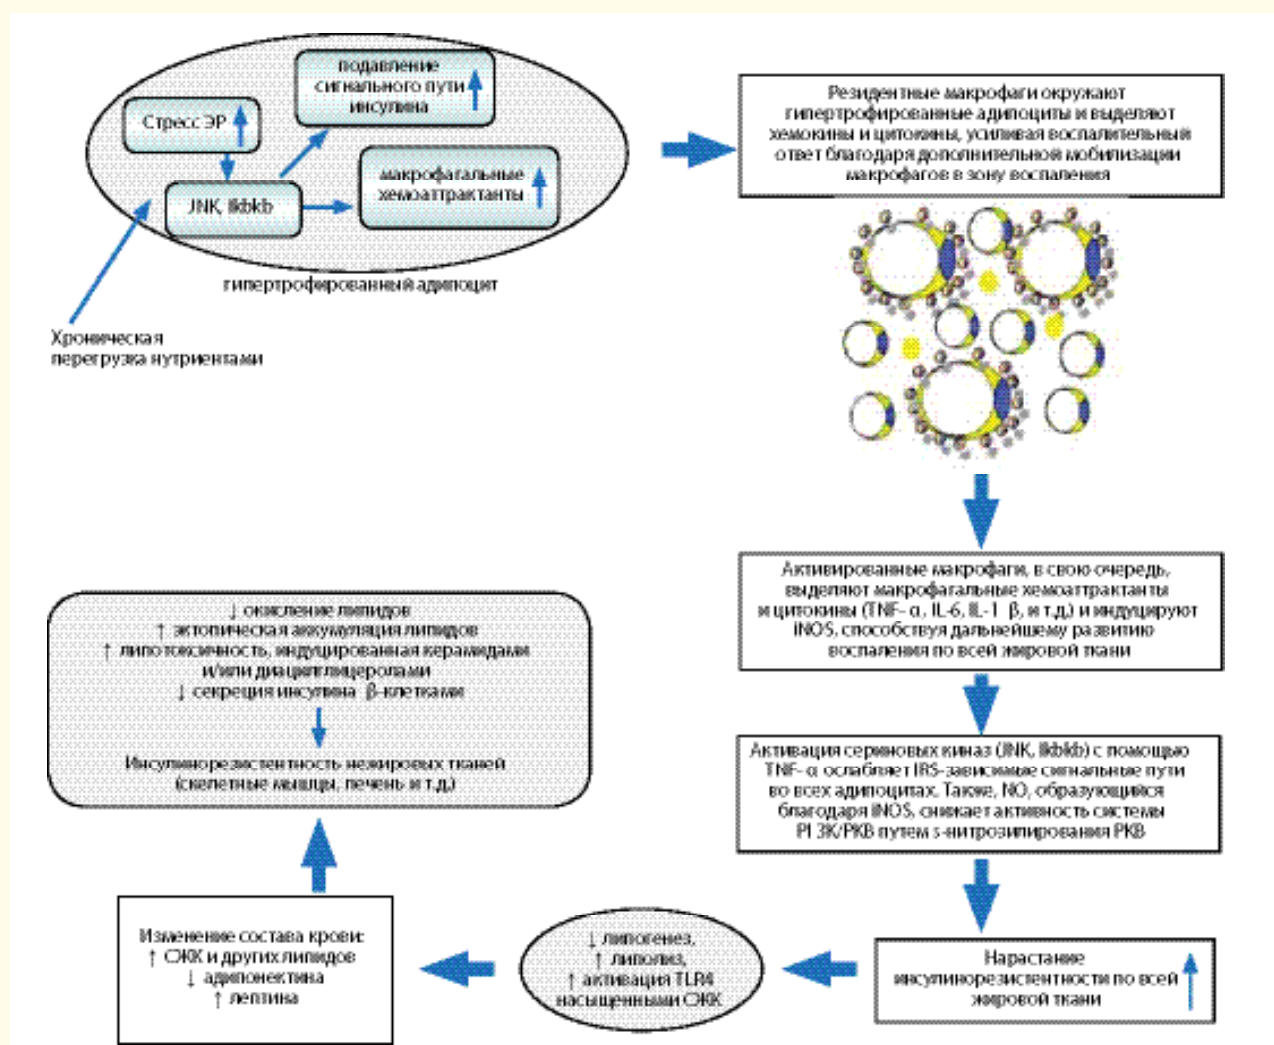 подавление
сигнального пути
инсулина
Стресс ЭР
макрофагальные
хемоаттрактанты
JNK, Ikbkb
гипертрофированный адипоцит
Хроническая
перегрузка нутриентами
Резидентные макрофаги окружают
гипертрофированные адипоциты и выделяют
хемокины и цитокины, усиливая воспалительный
ответ благодаря дополнительной мобилизации
макрофагов в зону воспаления
Активированные макрофаги, в свою очередь,
выделяют макрофагальные хемоаттрактанты
и цитокины (TNF- α, IL-6, IL-1 β, и т.д.) и индуцируют
iNOS, способствуя дальнейшему развитию
воспаления по всей жировой ткани
Активация сериновых киназ (JNK, Ikbkb) с помощью
TNF- α ослабляет IRS-зависимые сигнальные пути
во всех адипоцитах. Также, NO, образующийся
благодаря iNOS, снижает активность системы
PI 3K/PKB путем s-нитрозилирования PKB
Нарастание
инсулинорезистентности по всей
жировой ткани
↓ липогенез,
↑ липолиз,
↑ активация TLR4
насыщенными СЖК
Изменение состава крови:
↑ СЖК и других липидов
↓ адипонектина
↑ лептина
↓ окисление липидов
↑ эктопическая аккумуляция липидов
↑ липотоксичность, индуцированная керамидами
и/или диацилглицеролами
↓ секреция инсулина β-клетками
Инсулинорезистентность нежировых тканей
(скелетные мышцы, печень и т.д.)